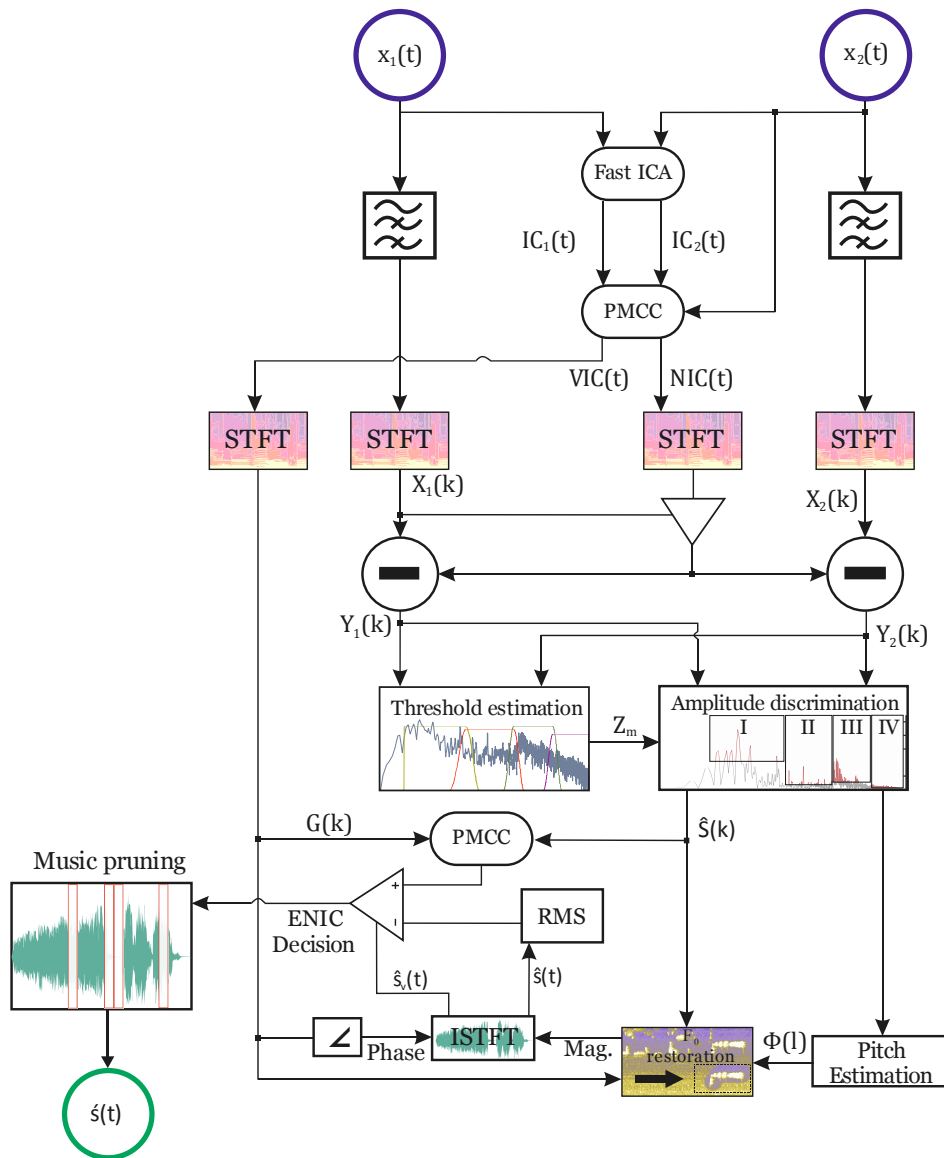 x₁(t)
x₂(t)
Fast ICA
IC₁(t)
IC₂(t)
PMCC
VIC(t)
NIC(t)
STFT
STFT
STFT
STFT
X₁(k)
X₂(k)
Y₁(k)
Y₂(k)
Threshold estimation
Z_m
Amplitude discrimination
I
II
III
IV
G(k)
PMCC
Ŝ(k)
Music pruning
+
-
ENIC
Decision
RMS
ŝᵥ(t)
ŝ(t)
Phase
ISTFT
Mag.
F₀
restoration
Φ(l)
Pitch
Estimation
ś(t)